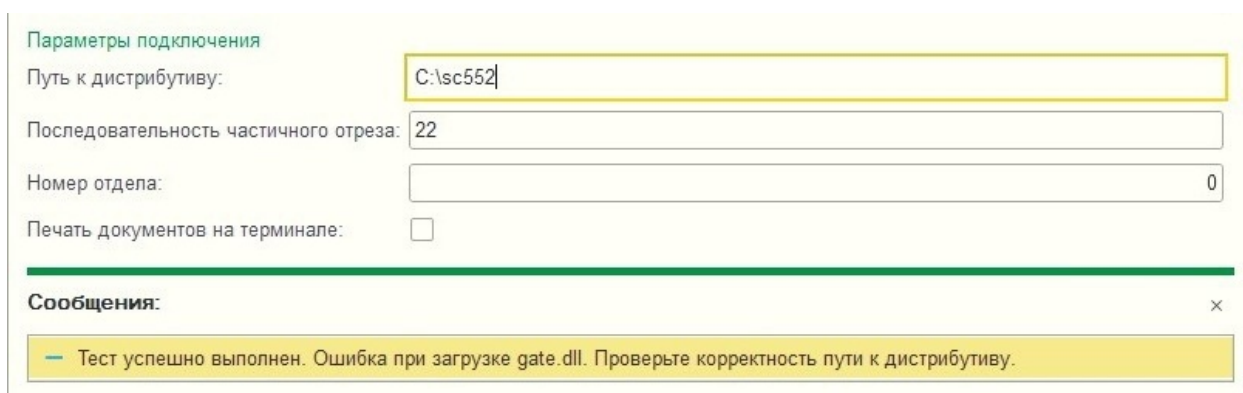 Параметры подключения
Путь к дистрибутиву: C:\sc552
Последовательность частичного отреза: 22
Номер отдела: 0
Печать документов на терминале:
Сообщения: ×
– Тест успешно выполнен. Ошибка при загрузке gate.dll. Проверьте корректность пути к дистрибутиву.